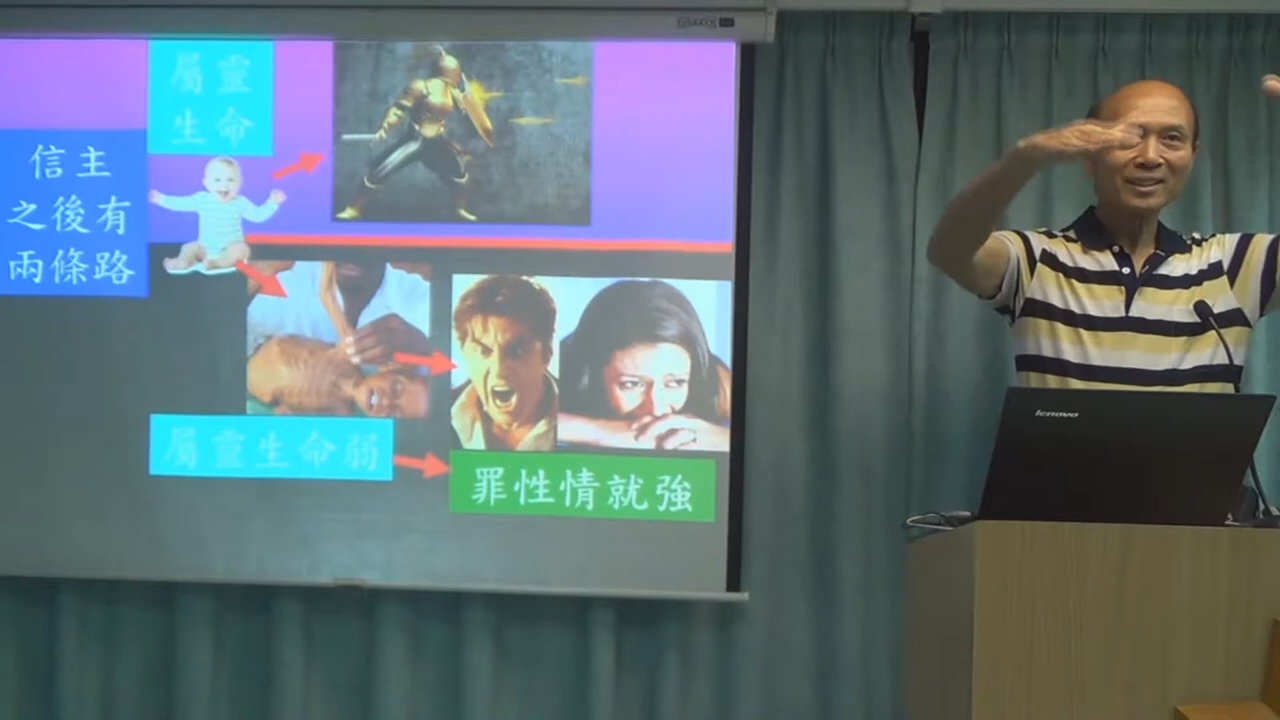 屬靈
生命
信主
之後有
兩條路
屬靈生命弱
罪性情就強
lenovo